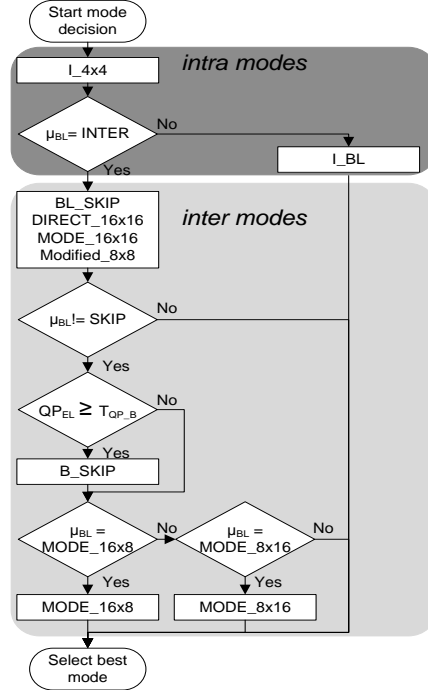 Start mode
decision
intra modes
I_4x4
μBL= INTER
No
Yes
I_BL
BL_SKIP
DIRECT_16x16
MODE_16x16
Modified_8x8
inter modes
μBL!= SKIP
No
Yes
QPEL ≥ TQP_B
No
Yes
B_SKIP
μBL =
MODE_16x8
No
μBL =
MODE_8x16
No
Yes
Yes
MODE_16x8
MODE_8x16
Select best
mode